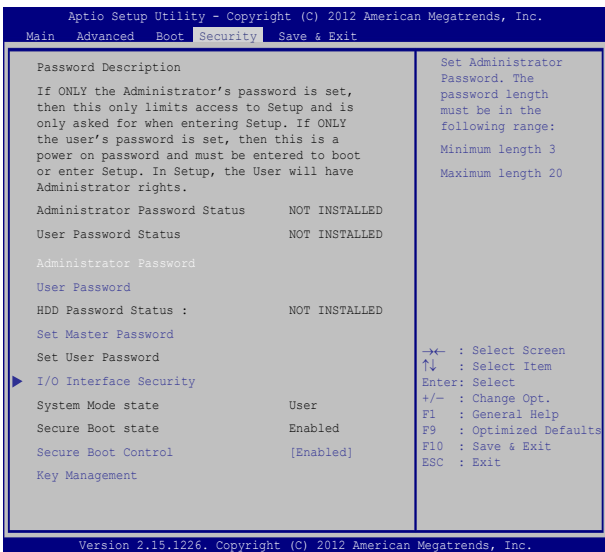 Aptio Setup Utility - Copyright (C) 2012 American Megatrends, Inc.
Main Advanced Boot Security Save & Exit
Password Description
If ONLY the Administrator's password is set,
then this only limits access to Setup and is
only asked for when entering Setup. If ONLY
the user's password is set, then this is a
power on password and must be entered to boot
or enter Setup. In Setup, the User will have
Administrator rights.
Administrator Password Status NOT INSTALLED
User Password Status NOT INSTALLED
Administrator Password
User Password
HDD Password Status : NOT INSTALLED
Set Master Password
Set User Password
I/O Interface Security
System Mode state User
Secure Boot state Enabled
Secure Boot Control [Enabled]
Key Management
Set Administrator
Password. The
password length
must be in the
following range:
Minimum length 3
Maximum length 20
→← : Select Screen
↑↓ : Select Item
Enter: Select
+/— : Change Opt.
F1 : General Help
F9 : Optimized Defaults
F10 : Save & Exit
ESC : Exit
Version 2.15.1226. Copyright (C) 2012 American Megatrends, Inc.